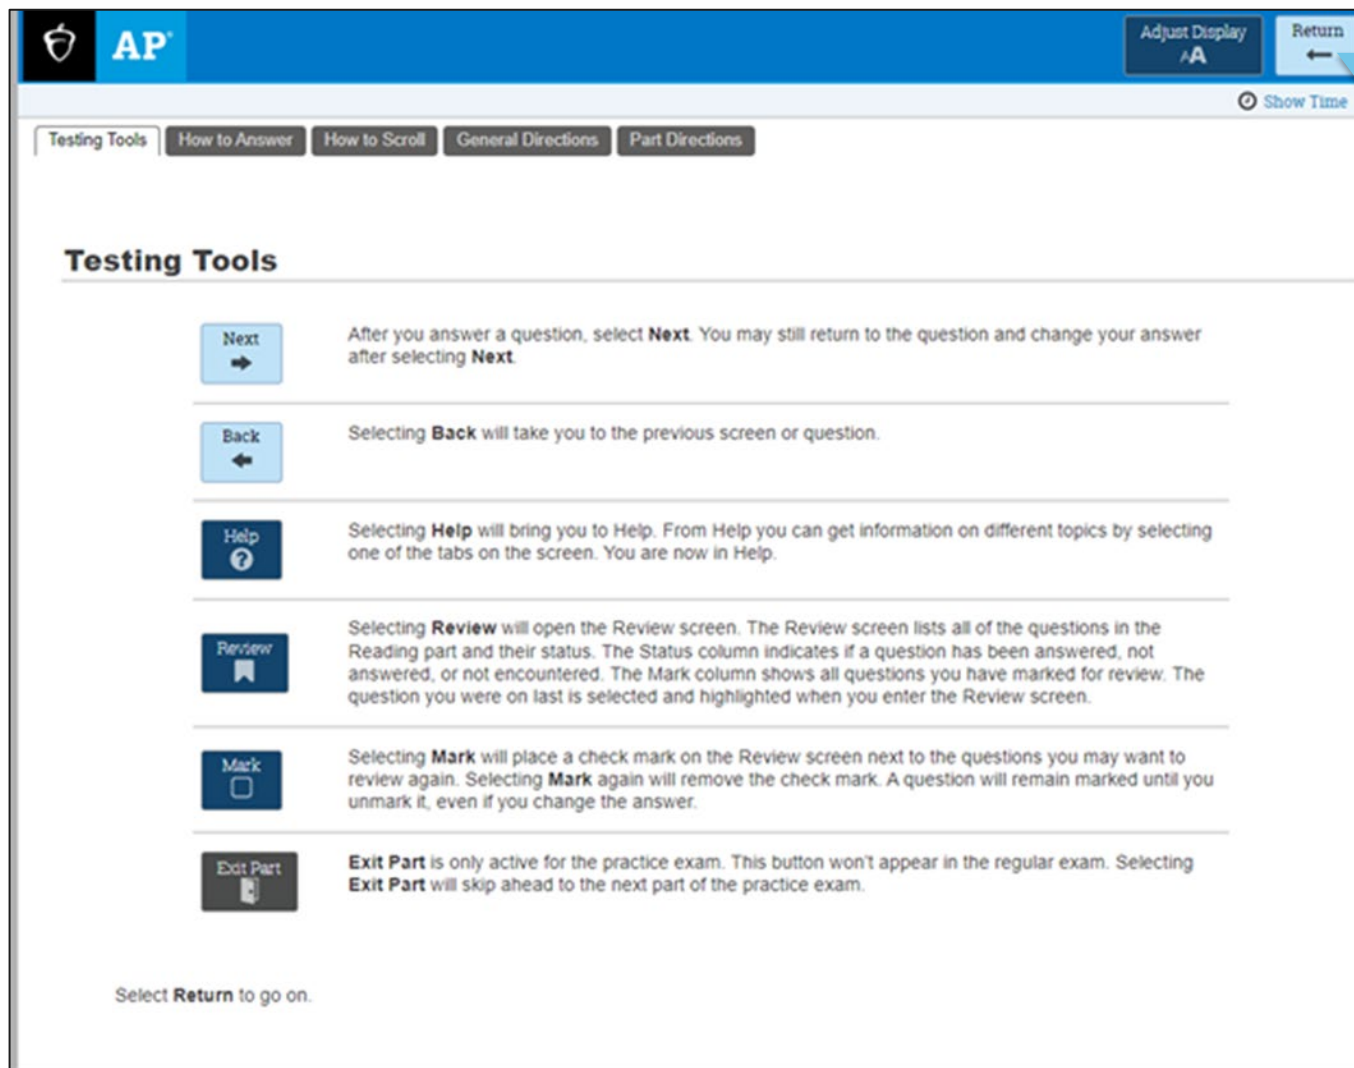 AP®
Adjust Display
AA
Return
Show Time
Testing Tools
How to Answer
How to Scroll
General Directions
Part Directions
Testing Tools
Next
After you answer a question, select Next. You may still return to the question and change your answer
after selecting Next.
Back
Selecting Back will take you to the previous screen or question.
Help
Selecting Help will bring you to Help. From Help you can get information on different topics by selecting
one of the tabs on the screen. You are now in Help.
Review
Selecting Review will open the Review screen. The Review screen lists all of the questions in the
Reading part and their status. The Status column indicates if a question has been answered, not
answered, or not encountered. The Mark column shows all questions you have marked for review. The
question you were on last is selected and highlighted when you enter the Review screen.
Mark
Selecting Mark will place a check mark on the Review screen next to the questions you may want to
review again. Selecting Mark again will remove the check mark. A question will remain marked until you
unmark it, even if you change the answer.
Exit Part
Exit Part is only active for the practice exam. This button won't appear in the regular exam. Selecting
Exit Part will skip ahead to the next part of the practice exam.
Select Return to go on.